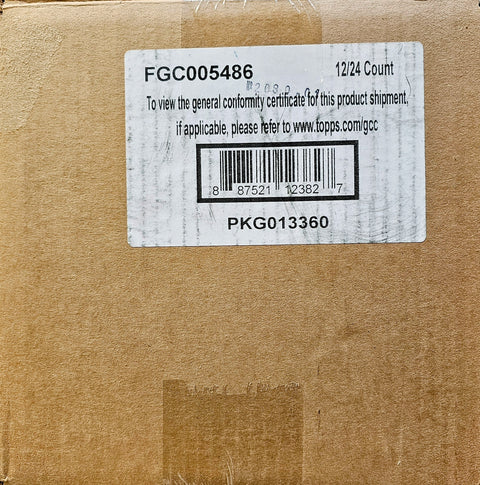 FGC005486 12/24 Count
To view the general conformity certificate for this product shipment,
if applicable, please refer to www.topps.com/gcc
8 87521 12382 7
PKG013360